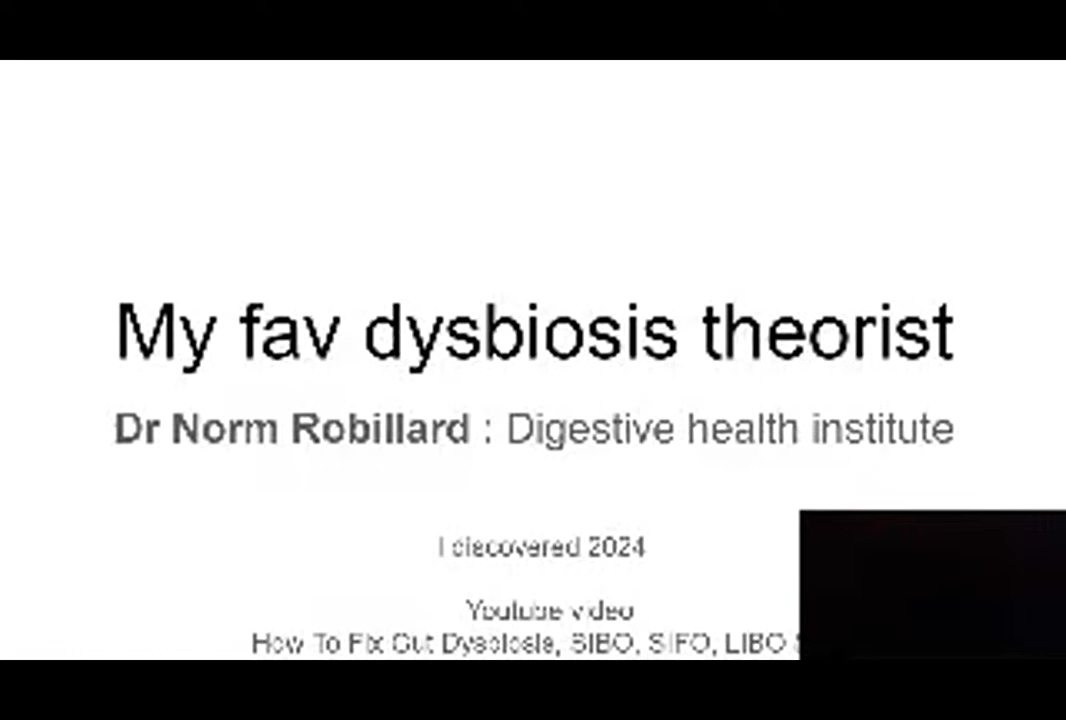 My fav dysbiosis theorist
Dr Norm Robillard : Digestive health institute
I discovered 2024
Youtube video
How To Fix Gut Dysbiosis, SIBO, SIFO, LIBO